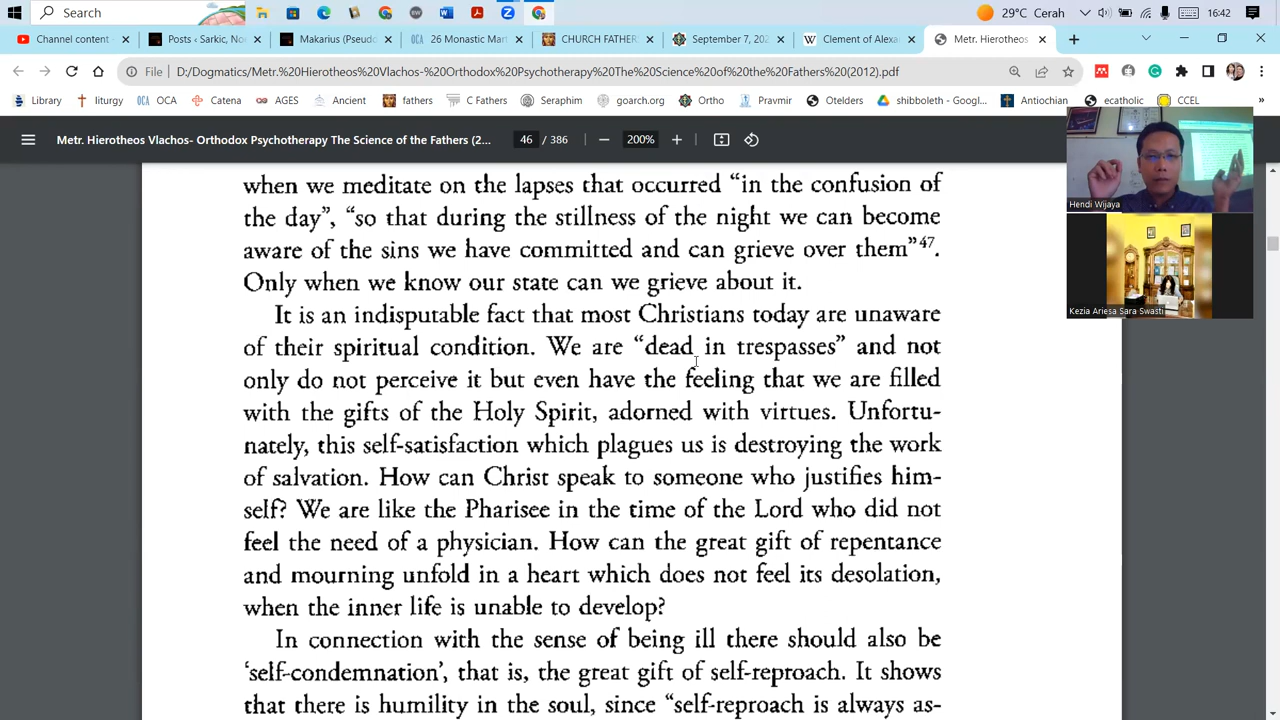 Search
29°C Cerah
16:42
Channel content -
Posts ‹ Sarkic, No
Makarius (Pseudo
26 Monastic Mart
CHURCH FATHER
September 7, 202
Clement of Alexa
Metr. Hierotheos
File
D:/Dogmatics/Metr.%20Hierotheos%20Vlachos-%20Orthodox%20Psychotherapy%20The%20Science%20of%20the%20Fathers%20(2012).pdf
Library
liturgy
OCA
Catena
AGES
Ancient
fathers
C Fathers
Seraphim
goarch.org
Ortho
Pravmir
Otelders
shibboleth - Googl...
Antiochian
ecatholic
CCEL
Metr. Hierotheos Vlachos- Orthodox Psychotherapy The Science of the Fathers (2...
46 / 386
200%
Hendi Wijaya
Kezia Ariesa Sara Swasti
when we meditate on the lapses that occurred “in the confusion of
the day”, “so that during the stillness of the night we can become
aware of the sins we have committed and can grieve over them”47.
Only when we know our state can we grieve about it.
It is an indisputable fact that most Christians today are unaware
of their spiritual condition. We are “dead in trespasses” and not
only do not perceive it but even have the feeling that we are filled
with the gifts of the Holy Spirit, adorned with virtues. Unfortu-
nately, this self-satisfaction which plagues us is destroying the work
of salvation. How can Christ speak to someone who justifies him-
self? We are like the Pharisee in the time of the Lord who did not
feel the need of a physician. How can the great gift of repentance
and mourning unfold in a heart which does not feel its desolation,
when the inner life is unable to develop?
In connection with the sense of being ill there should also be
‘self-condemnation’, that is, the great gift of self-reproach. It shows
that there is humility in the soul, since “self-reproach is always as-